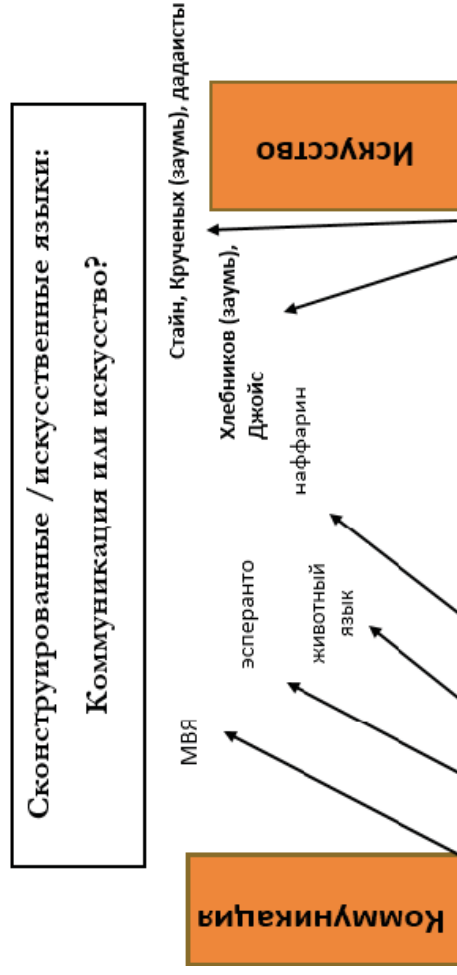 Сконструированные /искусственные языки:
Коммуникация или искусство?
Стайн, Крученых (заумь), дадаисты
МВЯ
Хлебников (заумь),
Джойс
эсперанто
наффарин
животный
язык
Коммуникация
Искусство